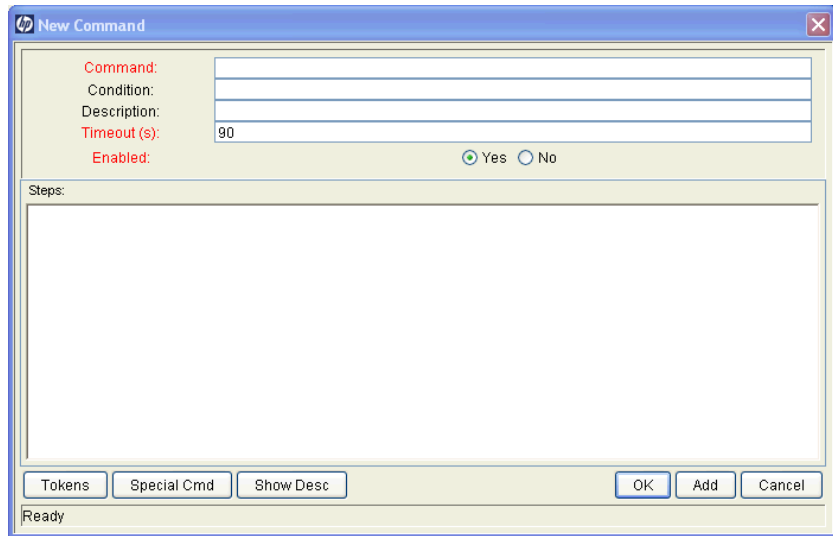 hp New Command
Command:
Condition:
Description:
Timeout (s): 90
Enabled: Yes No
Steps:
Tokens Special Cmd Show Desc OK Add Cancel
Ready